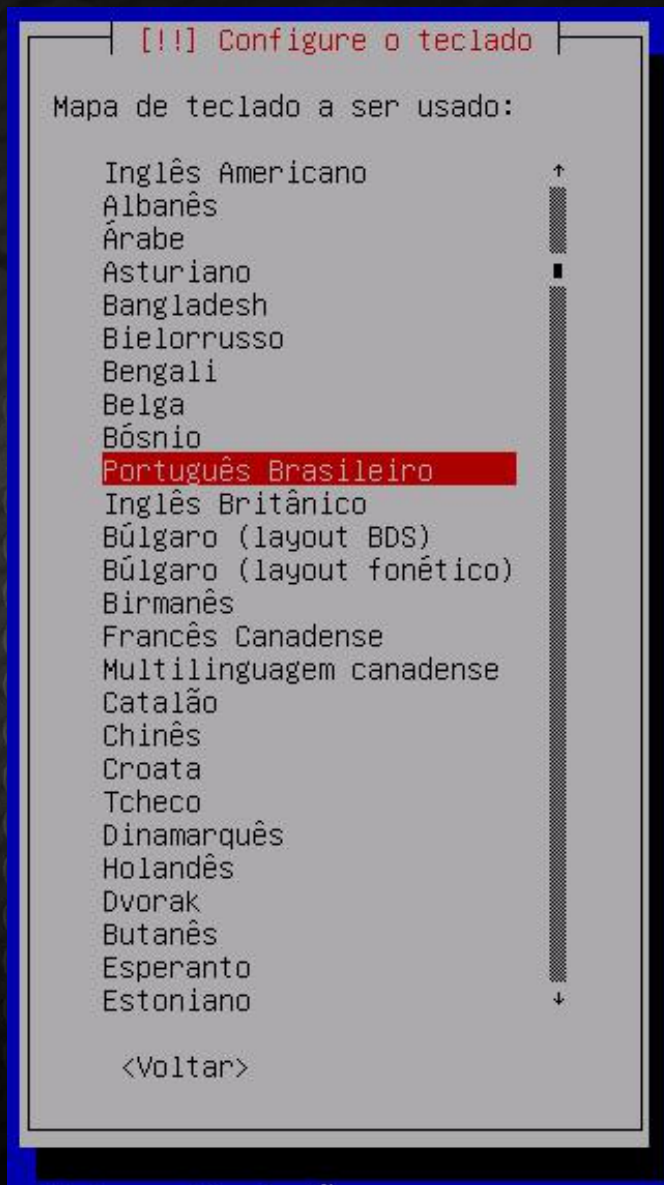 [!!] Configure o teclado
Mapa de teclado a ser usado:
Inglês Americano
Albanês
Árabe
Asturiano
Bangladesh
Bielorrusso
Bengali
Belga
Bósnio
Português Brasileiro
Inglês Britânico
Búlgaro (layout BDS)
Búlgaro (layout fonético)
Birmanês
Francês Canadense
Multilinguagem canadense
Catalão
Chinês
Croata
Tcheco
Dinamarquês
Holandês
Dvorak
Butanês
Esperanto
Estoniano
<Voltar>